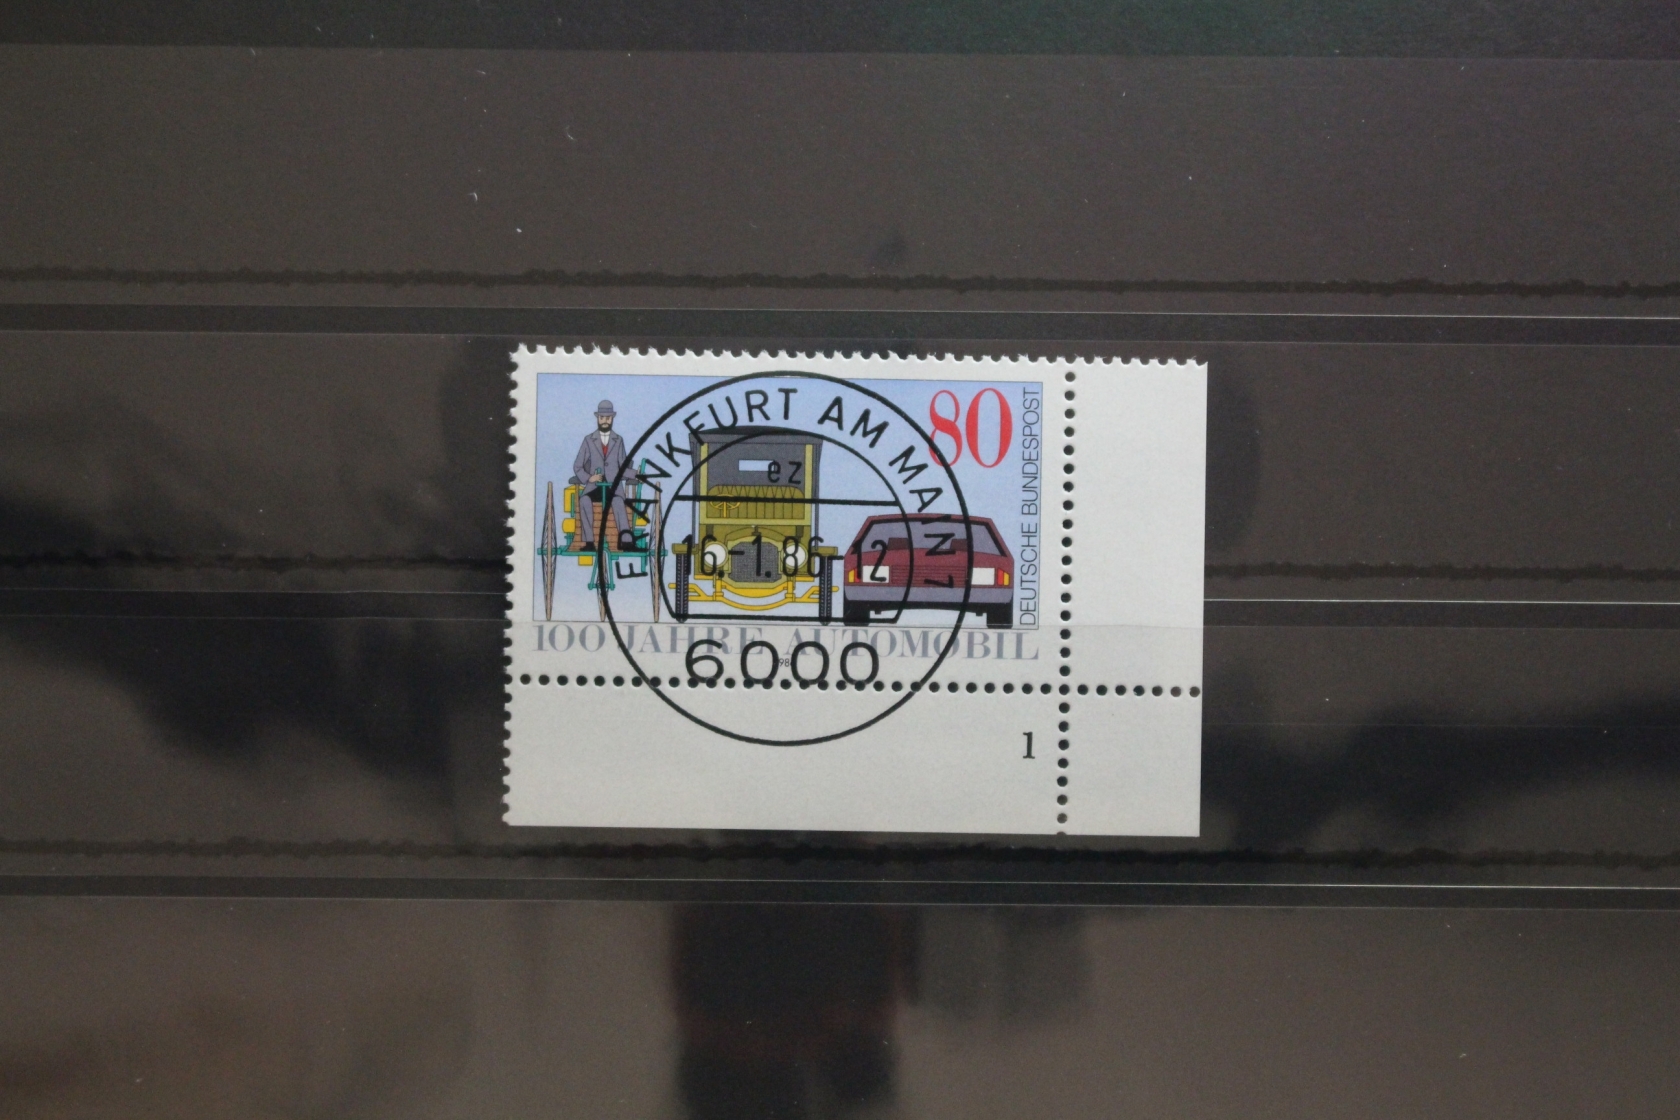 80
DEUTSCHE BUNDESPOST
100 JAHRE AUTOMOBIL
FRANKFURT AM MAIN 1
ez
16.-1.86-12
6000
1